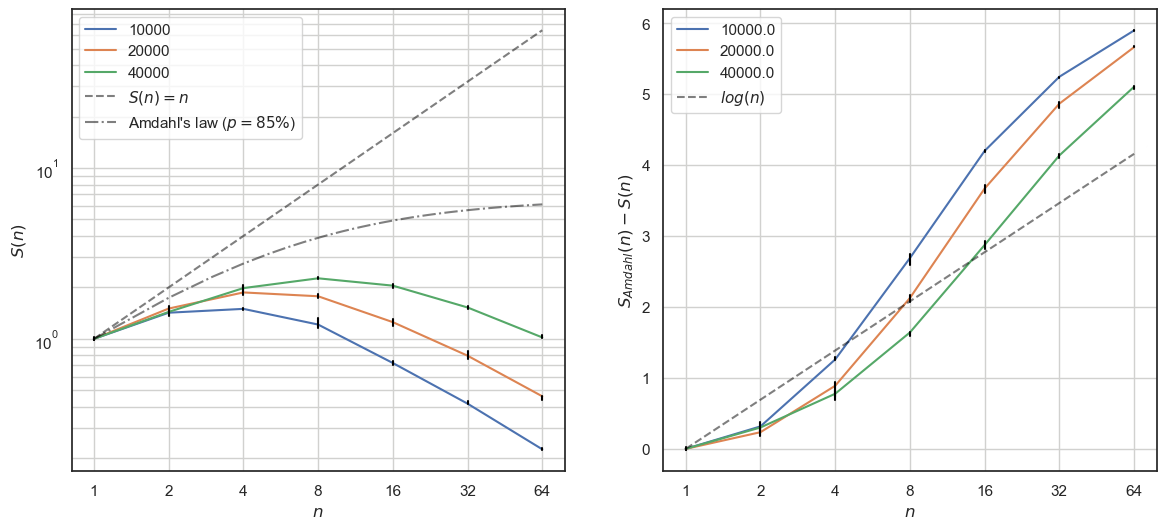 10000
20000
40000
S(n) = n
Amdahl's law (p = 85%)
10^1
10^0
S(n)
1 2 4 8 16 32 64
n
10000.0
20000.0
40000.0
log(n)
6
5
4
3
2
1
0
S_{Amdahl}(n) − S(n)
1 2 4 8 16 32 64
n